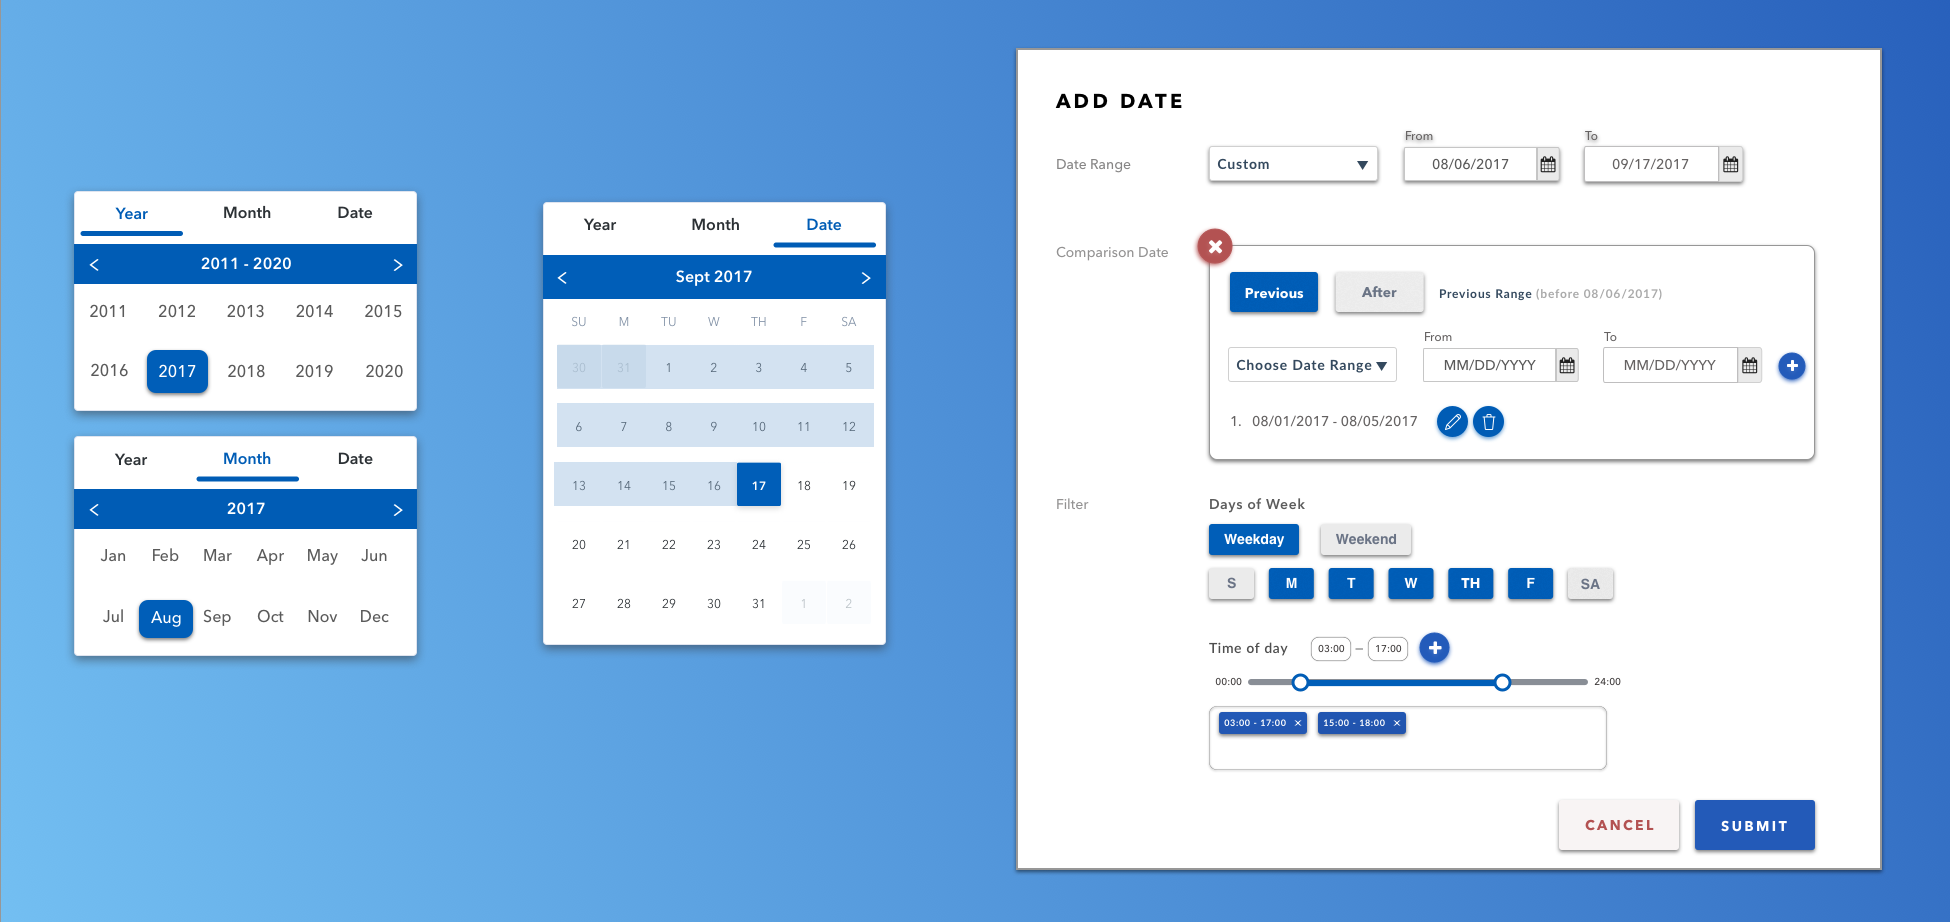 Year Month Date
< 2011 - 2020 >
2011 2012 2013 2014 2015
2016 2017 2018 2019 2020
Year Month Date
< 2017 >
Jan Feb Mar Apr May Jun
Jul Aug Sep Oct Nov Dec
Year Month Date
< Sept 2017 >
SU M TU W TH F SA
30 31 1 2 3 4 5
6 7 8 9 10 11 12
13 14 15 16 17 18 19
20 21 22 23 24 25 26
27 28 29 30 31 1 2
ADD DATE
From To
Date Range Custom 08/06/2017 09/17/2017
Comparison Date
Previous After Previous Range (before 08/06/2017)
From To
Choose Date Range MM/DD/YYYY MM/DD/YYYY
1. 08/01/2017 - 08/05/2017
Filter Days of Week
Weekday Weekend
S M T W TH F SA
Time of day 03:00 – 17:00
00:00 24:00
03:00 - 17:00 × 15:00 - 18:00 ×
CANCEL SUBMIT